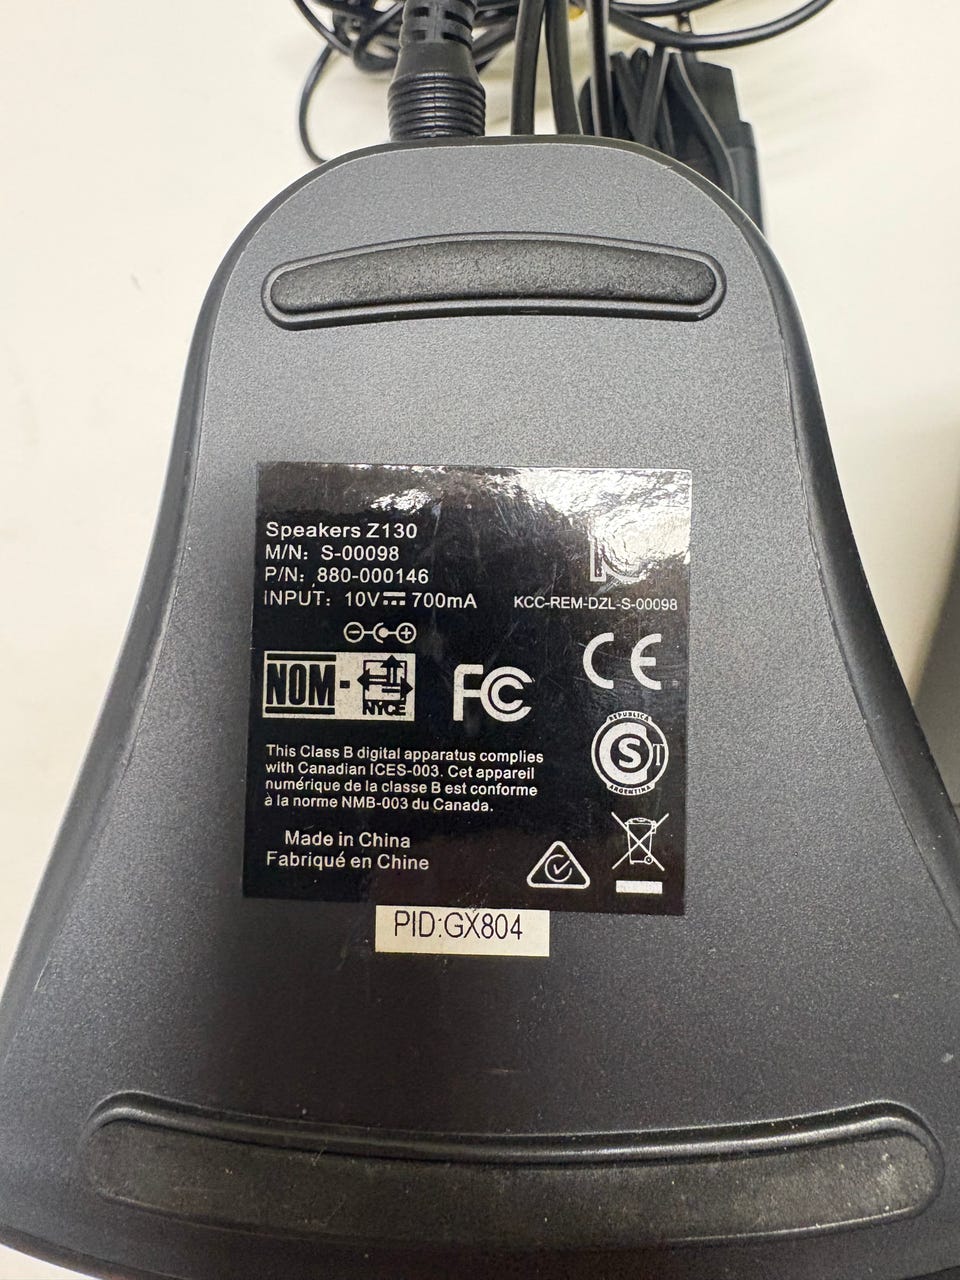 Speakers Z130
M/N: S-00098
P/N: 880-000146
INPUT: 10V⎓700mA
KCC-REM-DZL-S-00098
NOM-NYCE
FC
CE
REPUBLICA
S T
ARGENTINA
This Class B digital apparatus complies
with Canadian ICES-003. Cet appareil
numérique de la classe B est conforme
à la norme NMB-003 du Canada.
Made in China
Fabriqué en Chine
PID:GX804